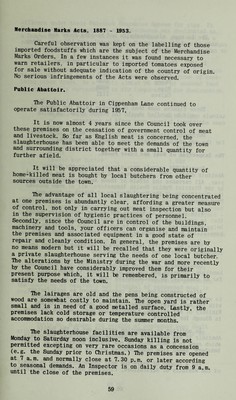 Merchandise Marks Acts, 1887 - 1953.
Careful observation was kept on the labelling of those
imported foodstuffs which are the subject of the Merchandise
Marks Orders. In a few instances it was found necessary to
warn retailers, in particular to imported tomatoes exposed
for sale without adequate indication of the country of origin.
No serious infringements of the Acts were observed.
Public Abattoir.
The Public Abattoir in Cippenham Lane continued to
operate satisfactorily during 1957.
It is now almost 4 years since the Council took over
those premises on the cessation of government control of meat
and livestock. So far as English meat is concerned, the
slaughterhouse has been able to meet the demands of the town
and surrounding district together with a small quantity for
further afield.
It will be appreciated that a considerable quantity of
home-killed meat is bought by local butchers from other
sources outside the town.
The advantage of all local slaughtering being concentrated
at one premises is abundantly clear, affording a greater measure
of control, not only in carrying out meat inspection but also
in the supervision of hygienic practices of personnel.
Secondly, since the Council are in control of the buildings,
machinery and tools, your officers can organise and maintain
the premises and associated equipment in a good state of
repair and cleanly condition. In general, the premises are by
no means modern but it will be recalled that they were originally
a private slaughterhouse serving the needs of one local butcher.
The alterations by the Ministry during the war and more recently
by the Council have considerably improved them for their
present purpose which, it will be remembered, is primarily to
satisfy the needs of the town.
The lairages are old and the pens being constructed of
wood are somewhat costly to maintain. The open yard is rather
small and is in need of a good metalled surface. Lastly, the
premises lack cold storage or temperature controlled
accommodation so desirable during the summer months.
The slaughterhouse facilities are available from
Monday to Saturday noon inclusive. Sunday killing is not
permitted excepting on very rare occasions as a concession
(e.g. the Sunday prior to Christmas.) The premises are opened
at 7 a.m. and normally close at 7.30 p.m. or later according
to seasonal demands. An Inspector is on daily duty from 9 a.m.
until the close of the premises.
59